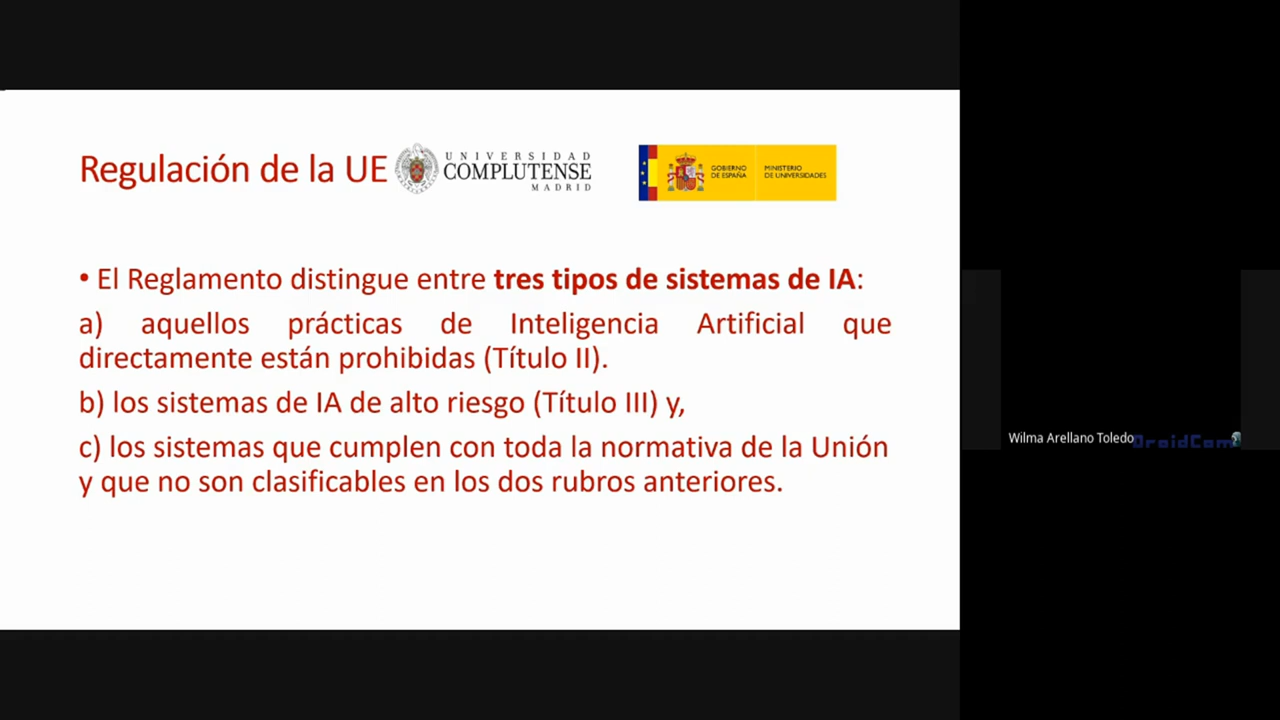 Regulación de la UE
UNIVERSIDAD
COMPLUTENSE
MADRID
GOBIERNO
DE ESPAÑA
MINISTERIO
DE UNIVERSIDADES
• El Reglamento distingue entre tres tipos de sistemas de IA:
a) aquellos prácticas de Inteligencia Artificial que
directamente están prohibidas (Título II).
b) los sistemas de IA de alto riesgo (Título III) y,
c) los sistemas que cumplen con toda la normativa de la Unión
y que no son clasificables en los dos rubros anteriores.
Wilma Arellano Toledo
DroidCam